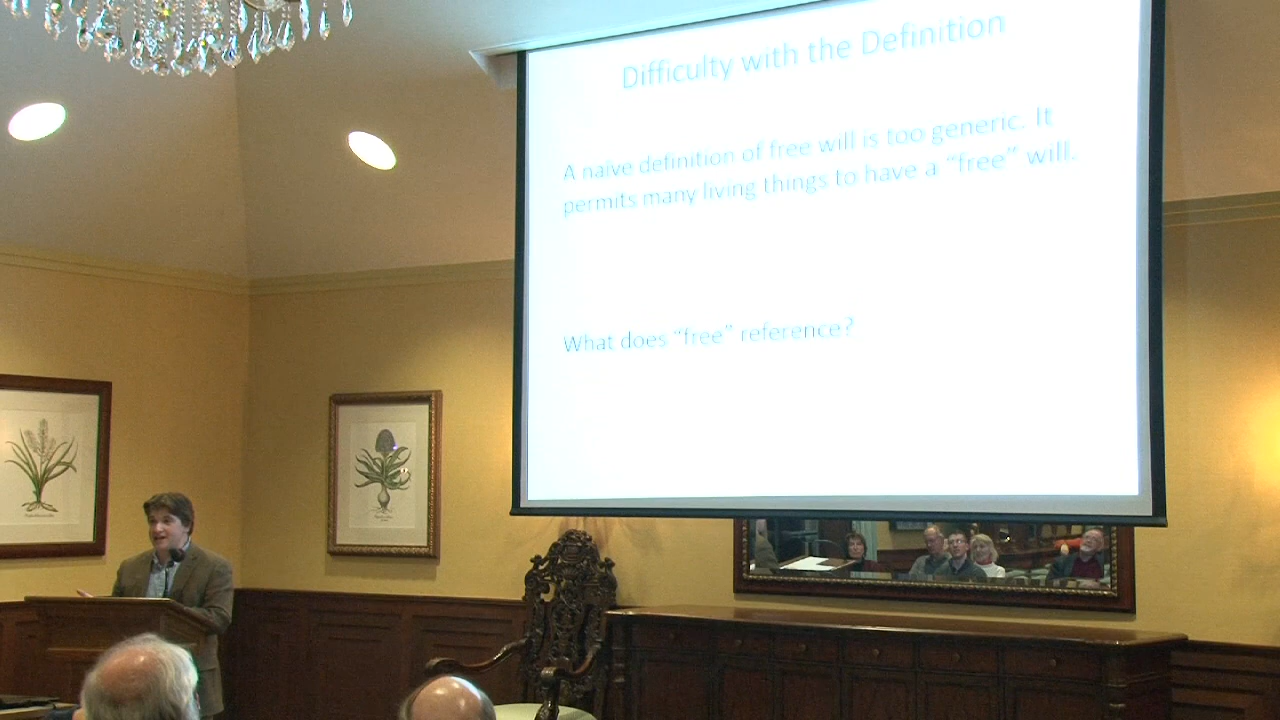 Difficulty with the Definition
A naïve definition of free will is too generic. It
permits many living things to have a “free” will.
What does “free” reference?